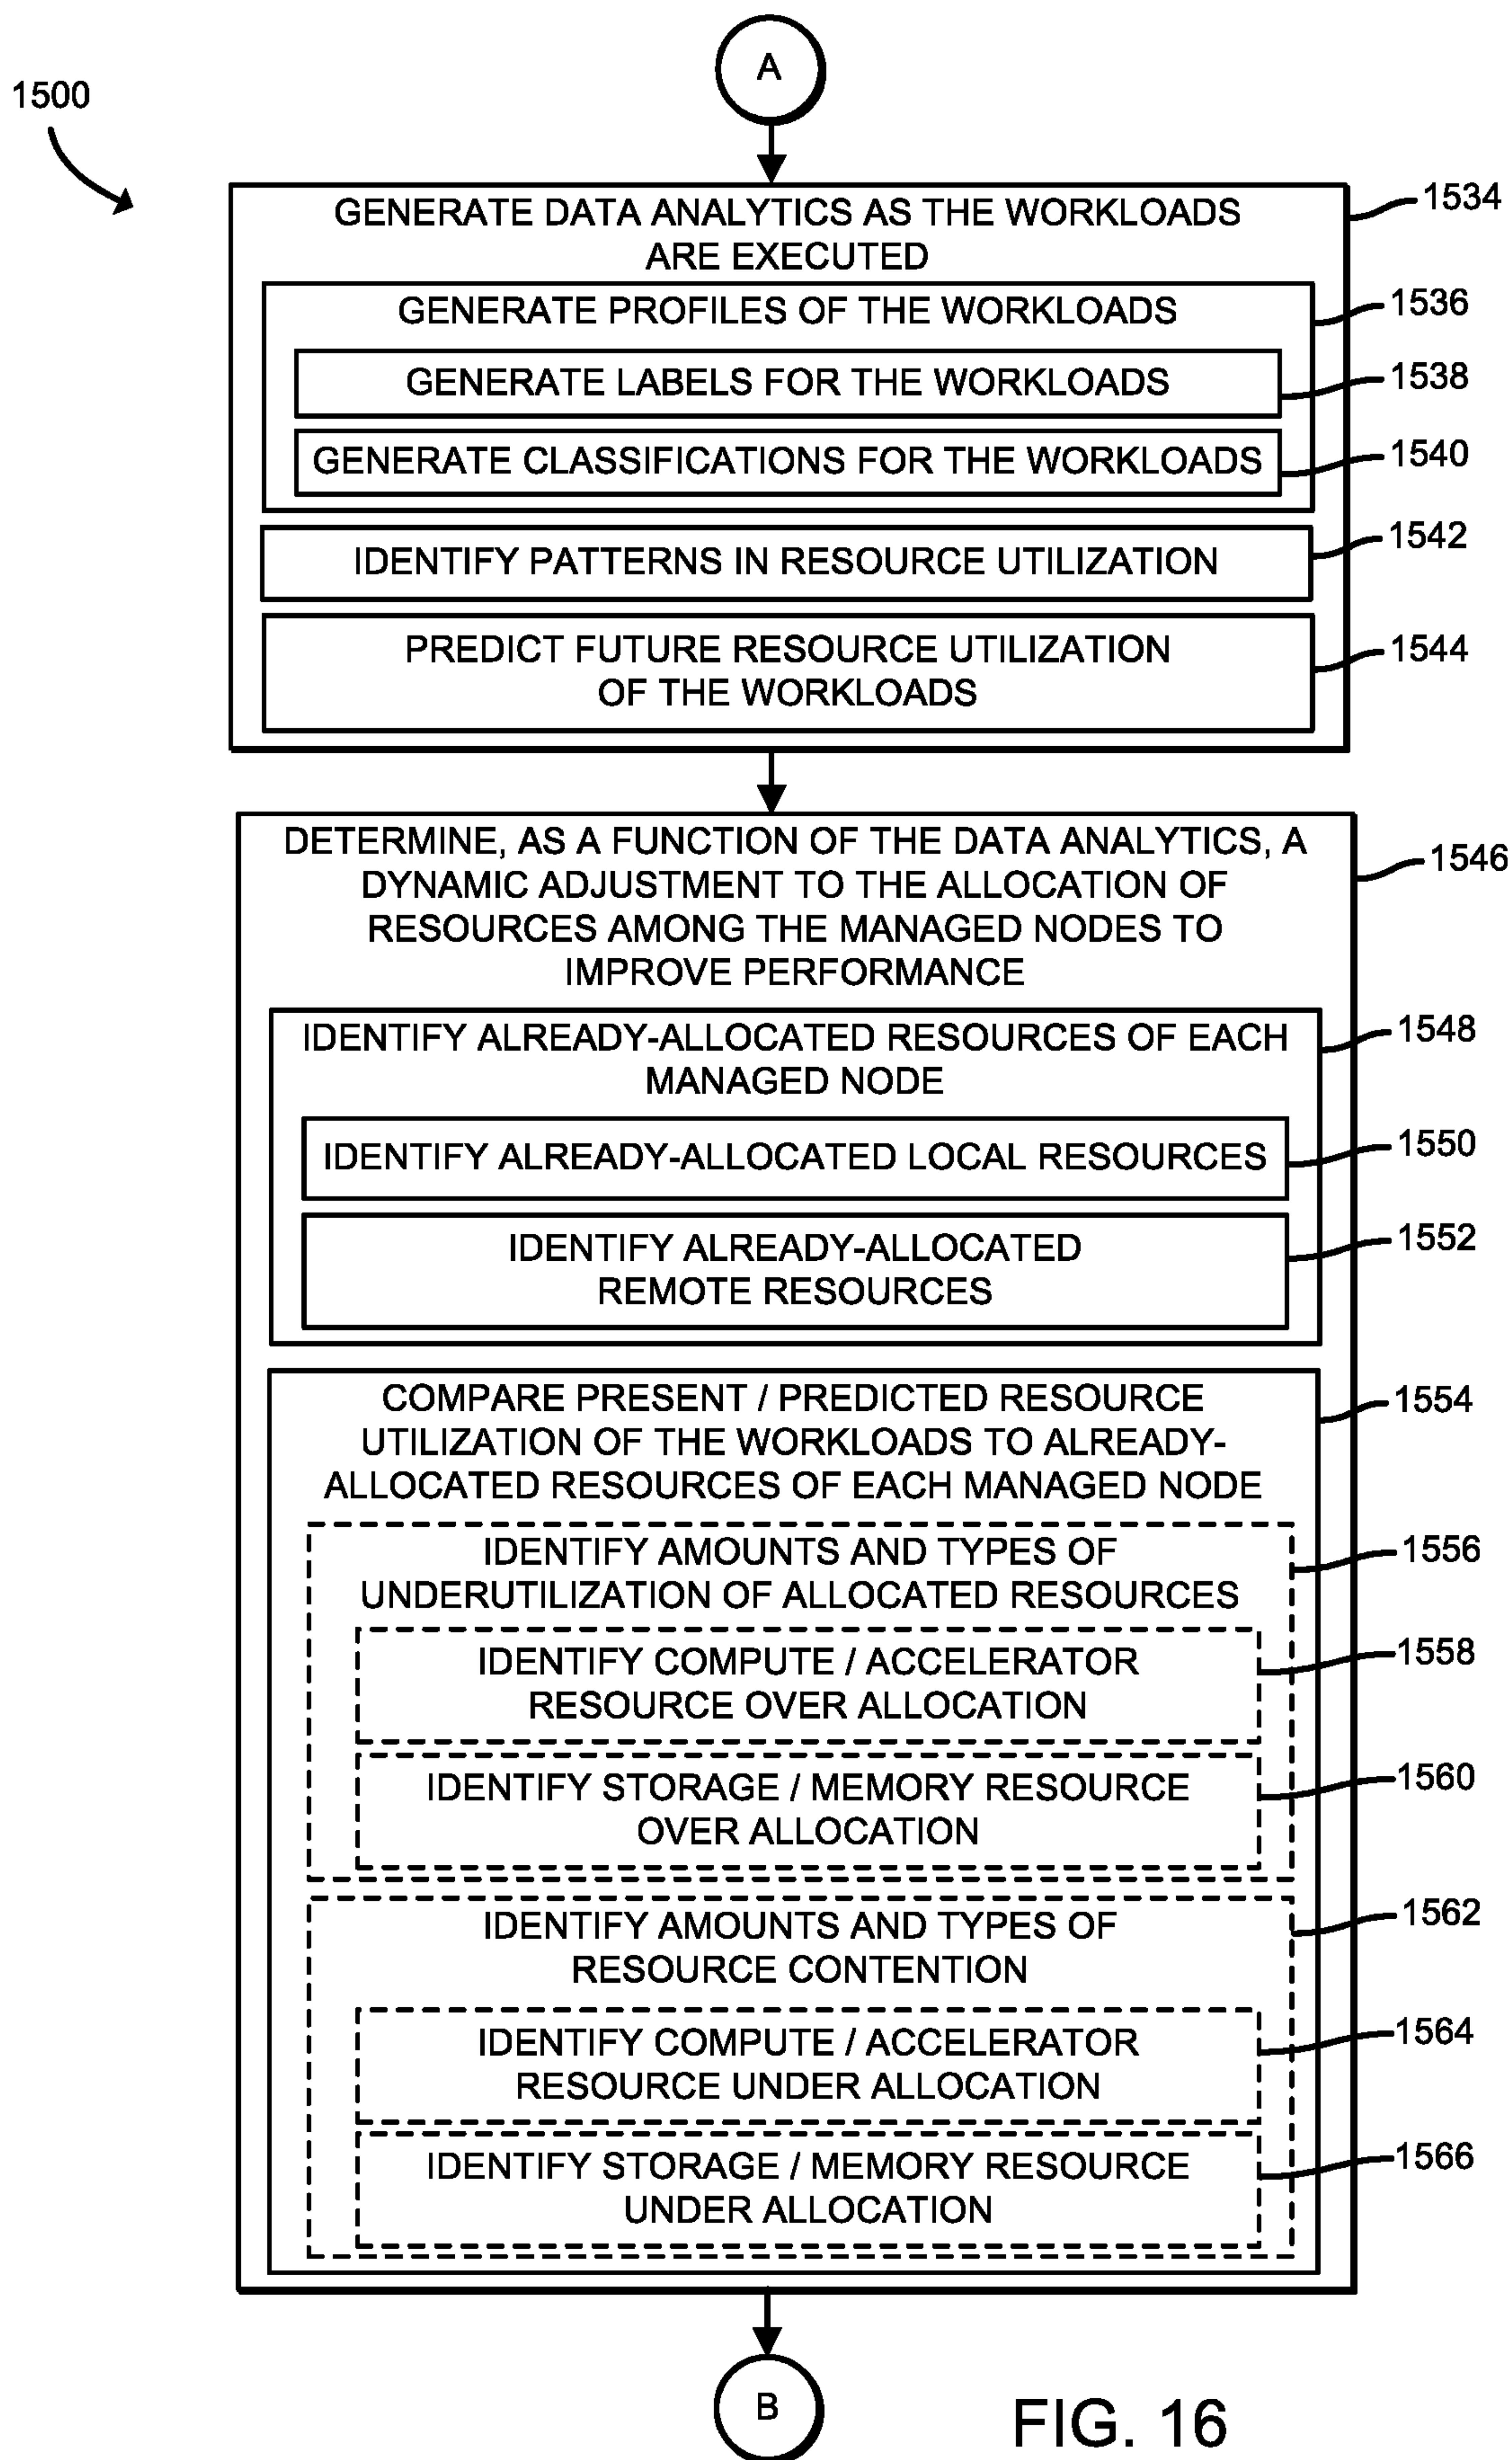 A
1500
GENERATE DATA ANALYTICS AS THE WORKLOADS
ARE EXECUTED
1534
GENERATE PROFILES OF THE WORKLOADS
1536
GENERATE LABELS FOR THE WORKLOADS
1538
GENERATE CLASSIFICATIONS FOR THE WORKLOADS
1540
IDENTIFY PATTERNS IN RESOURCE UTILIZATION
1542
PREDICT FUTURE RESOURCE UTILIZATION
OF THE WORKLOADS
1544
DETERMINE, AS A FUNCTION OF THE DATA ANALYTICS, A
DYNAMIC ADJUSTMENT TO THE ALLOCATION OF
RESOURCES AMONG THE MANAGED NODES TO
IMPROVE PERFORMANCE
1546
IDENTIFY ALREADY-ALLOCATED RESOURCES OF EACH
MANAGED NODE
1548
IDENTIFY ALREADY-ALLOCATED LOCAL RESOURCES
1550
IDENTIFY ALREADY-ALLOCATED
REMOTE RESOURCES
1552
COMPARE PRESENT / PREDICTED RESOURCE
UTILIZATION OF THE WORKLOADS TO ALREADY-
ALLOCATED RESOURCES OF EACH MANAGED NODE
1554
IDENTIFY AMOUNTS AND TYPES OF
UNDERUTILIZATION OF ALLOCATED RESOURCES
1556
IDENTIFY COMPUTE / ACCELERATOR
RESOURCE OVER ALLOCATION
1558
IDENTIFY STORAGE / MEMORY RESOURCE
OVER ALLOCATION
1560
IDENTIFY AMOUNTS AND TYPES OF
RESOURCE CONTENTION
1562
IDENTIFY COMPUTE / ACCELERATOR
RESOURCE UNDER ALLOCATION
1564
IDENTIFY STORAGE / MEMORY RESOURCE
UNDER ALLOCATION
1566
B
FIG. 16